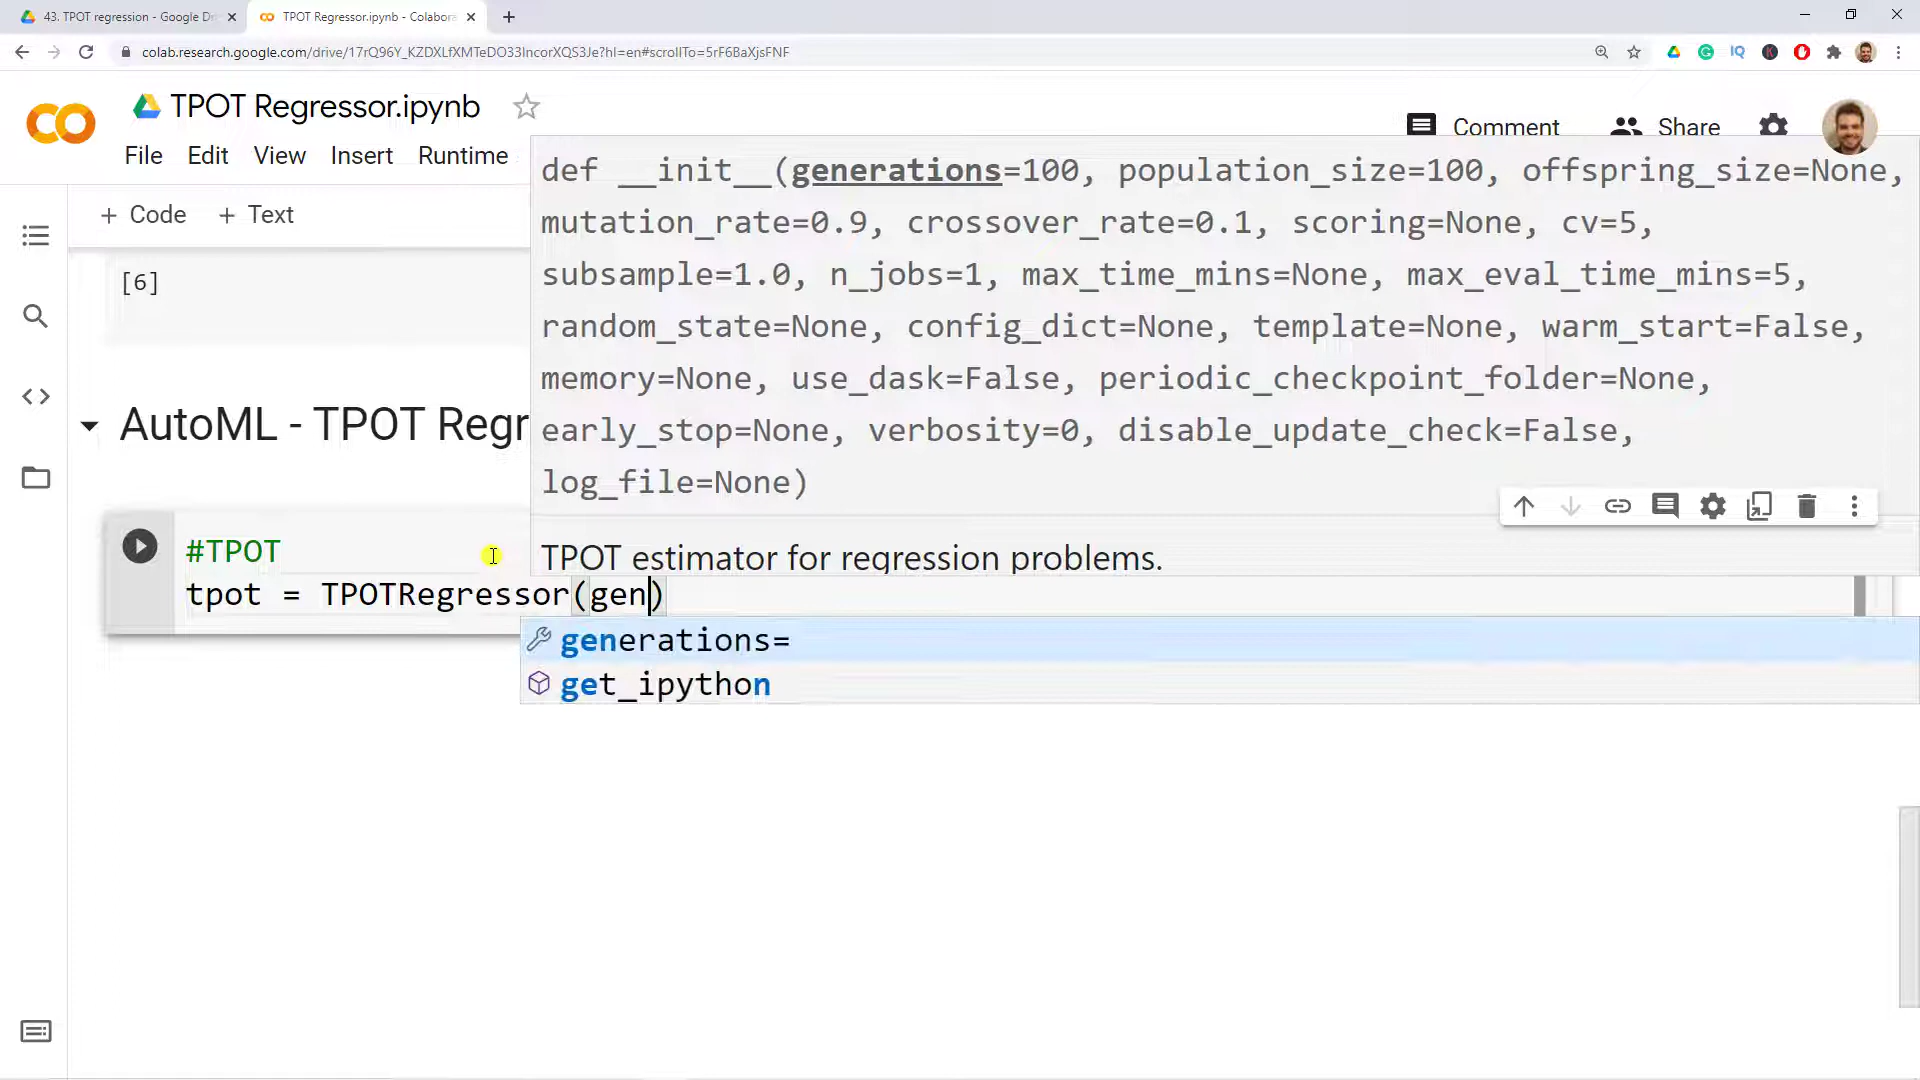 43. TPOT regression - Google Dr
TPOT Regressor.ipynb - Colabora
colab.research.google.com/drive/17rQ96Y_KZDXLfXMTeDO33IncorXQS3Je?hl=en#scrollTo=5rF6BaXjsFNF
TPOT Regressor.ipynb
Comment
Share
File Edit View Insert Runtime
+ Code + Text
def __init__(generations=100, population_size=100, offspring_size=None,
mutation_rate=0.9, crossover_rate=0.1, scoring=None, cv=5,
subsample=1.0, n_jobs=1, max_time_mins=None, max_eval_time_mins=5,
random_state=None, config_dict=None, template=None, warm_start=False,
memory=None, use_dask=False, periodic_checkpoint_folder=None,
early_stop=None, verbosity=0, disable_update_check=False,
log_file=None)
TPOT estimator for regression problems.
[6]
AutoML - TPOT Regr
#TPOT
tpot = TPOTRegressor(gen)
generations=
get_ipython